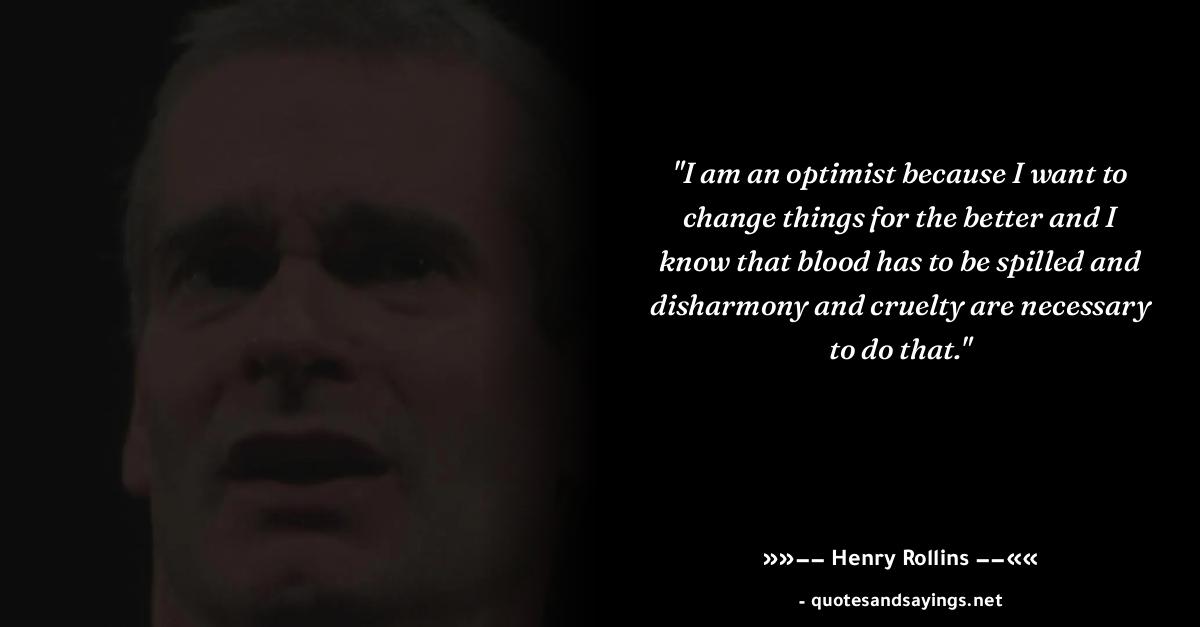 "I am an optimist because I want to
change things for the better and I
know that blood has to be spilled and
disharmony and cruelty are necessary
to do that."
»»−− Henry Rollins −−««
- quotesandsayings.net